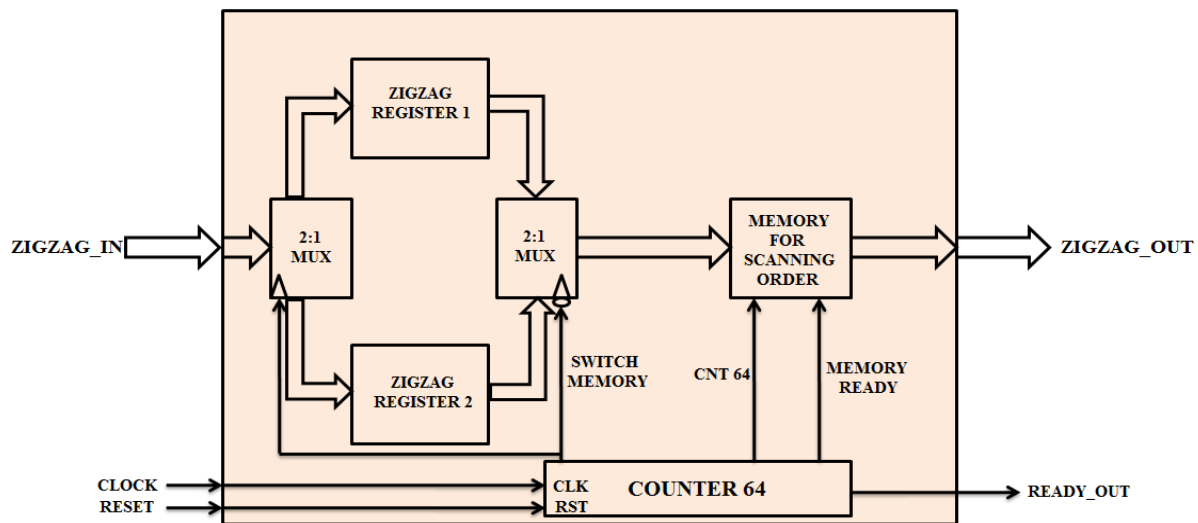 ZIGZAG
REGISTER 1
ZIGZAG_IN
2:1
MUX
2:1
MUX
MEMORY
FOR
SCANNING
ORDER
ZIGZAG_OUT
ZIGZAG
REGISTER 2
SWITCH
MEMORY
CNT 64
MEMORY
READY
CLOCK
RESET
CLK
RST
COUNTER 64
READY_OUT